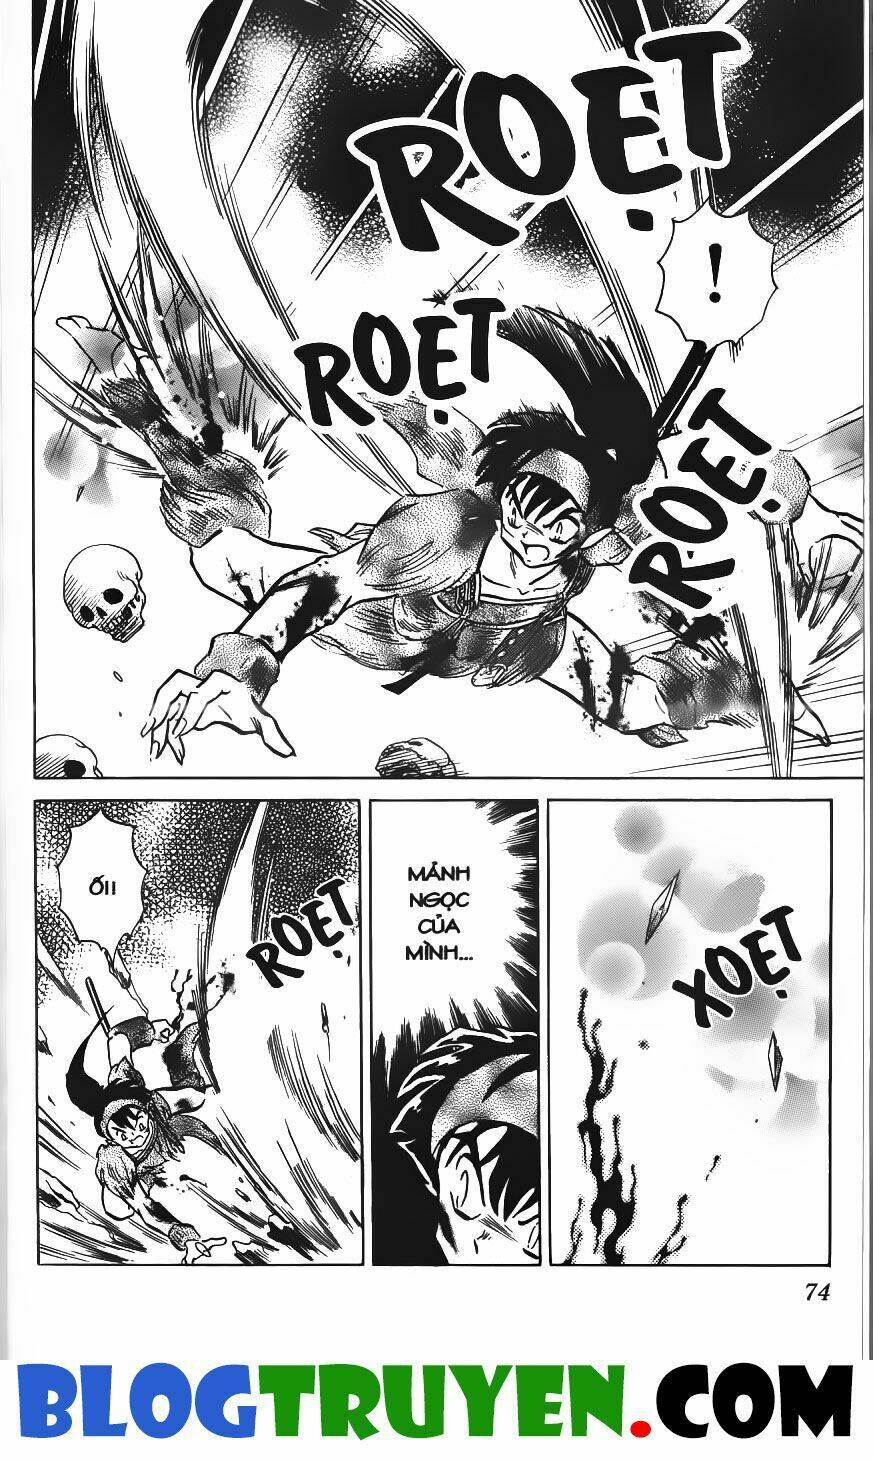 ROẸT
!
ROẸT
ROẸT
XOẸT
MẢNH
NGỌC
CỦA
MÌNH...
ROẸT
ỐI!
74
BLOGTRUYEN.COM